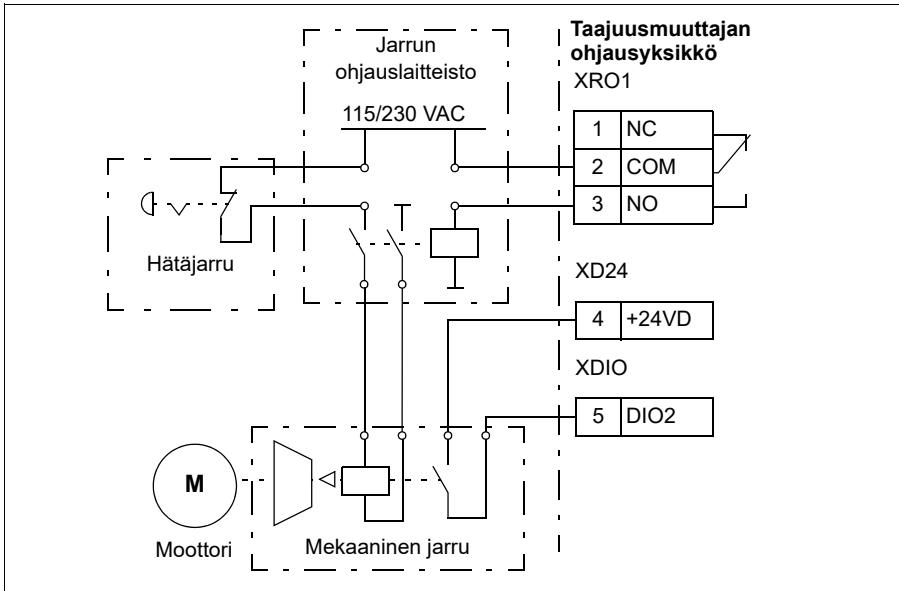 Taajuusmuuttajan
ohjausyksikkö
Jarrun
ohjauslaitteisto
115/230 VAC
XRO1
1 NC
2 COM
3 NO
Hätäjarru
XD24
4 +24VD
XDIO
5 DIO2
M
Moottori
Mekaaninen jarru